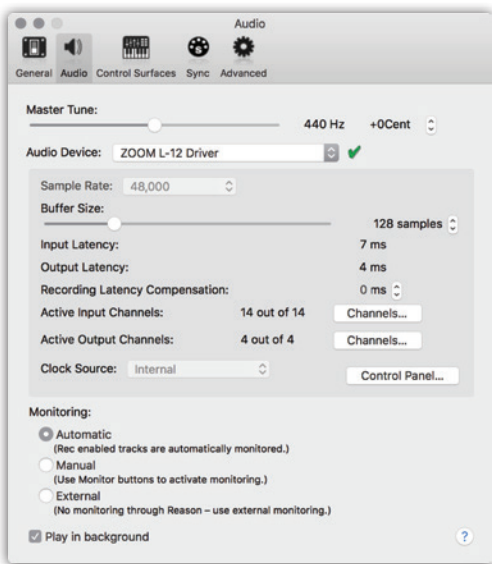 Audio
General Audio Control Surfaces Sync Advanced
Master Tune: 440 Hz +0Cent
Audio Device: ZOOM L-12 Driver
Sample Rate: 48,000
Buffer Size:
128 samples
Input Latency: 7 ms
Output Latency: 4 ms
Recording Latency Compensation: 0 ms
Active Input Channels: 14 out of 14 Channels...
Active Output Channels: 4 out of 4 Channels...
Clock Source: Internal Control Panel...
Monitoring:
Automatic
(Rec enabled tracks are automatically monitored.)
Manual
(Use Monitor buttons to activate monitoring.)
External
(No monitoring through Reason – use external monitoring.)
Play in background ?